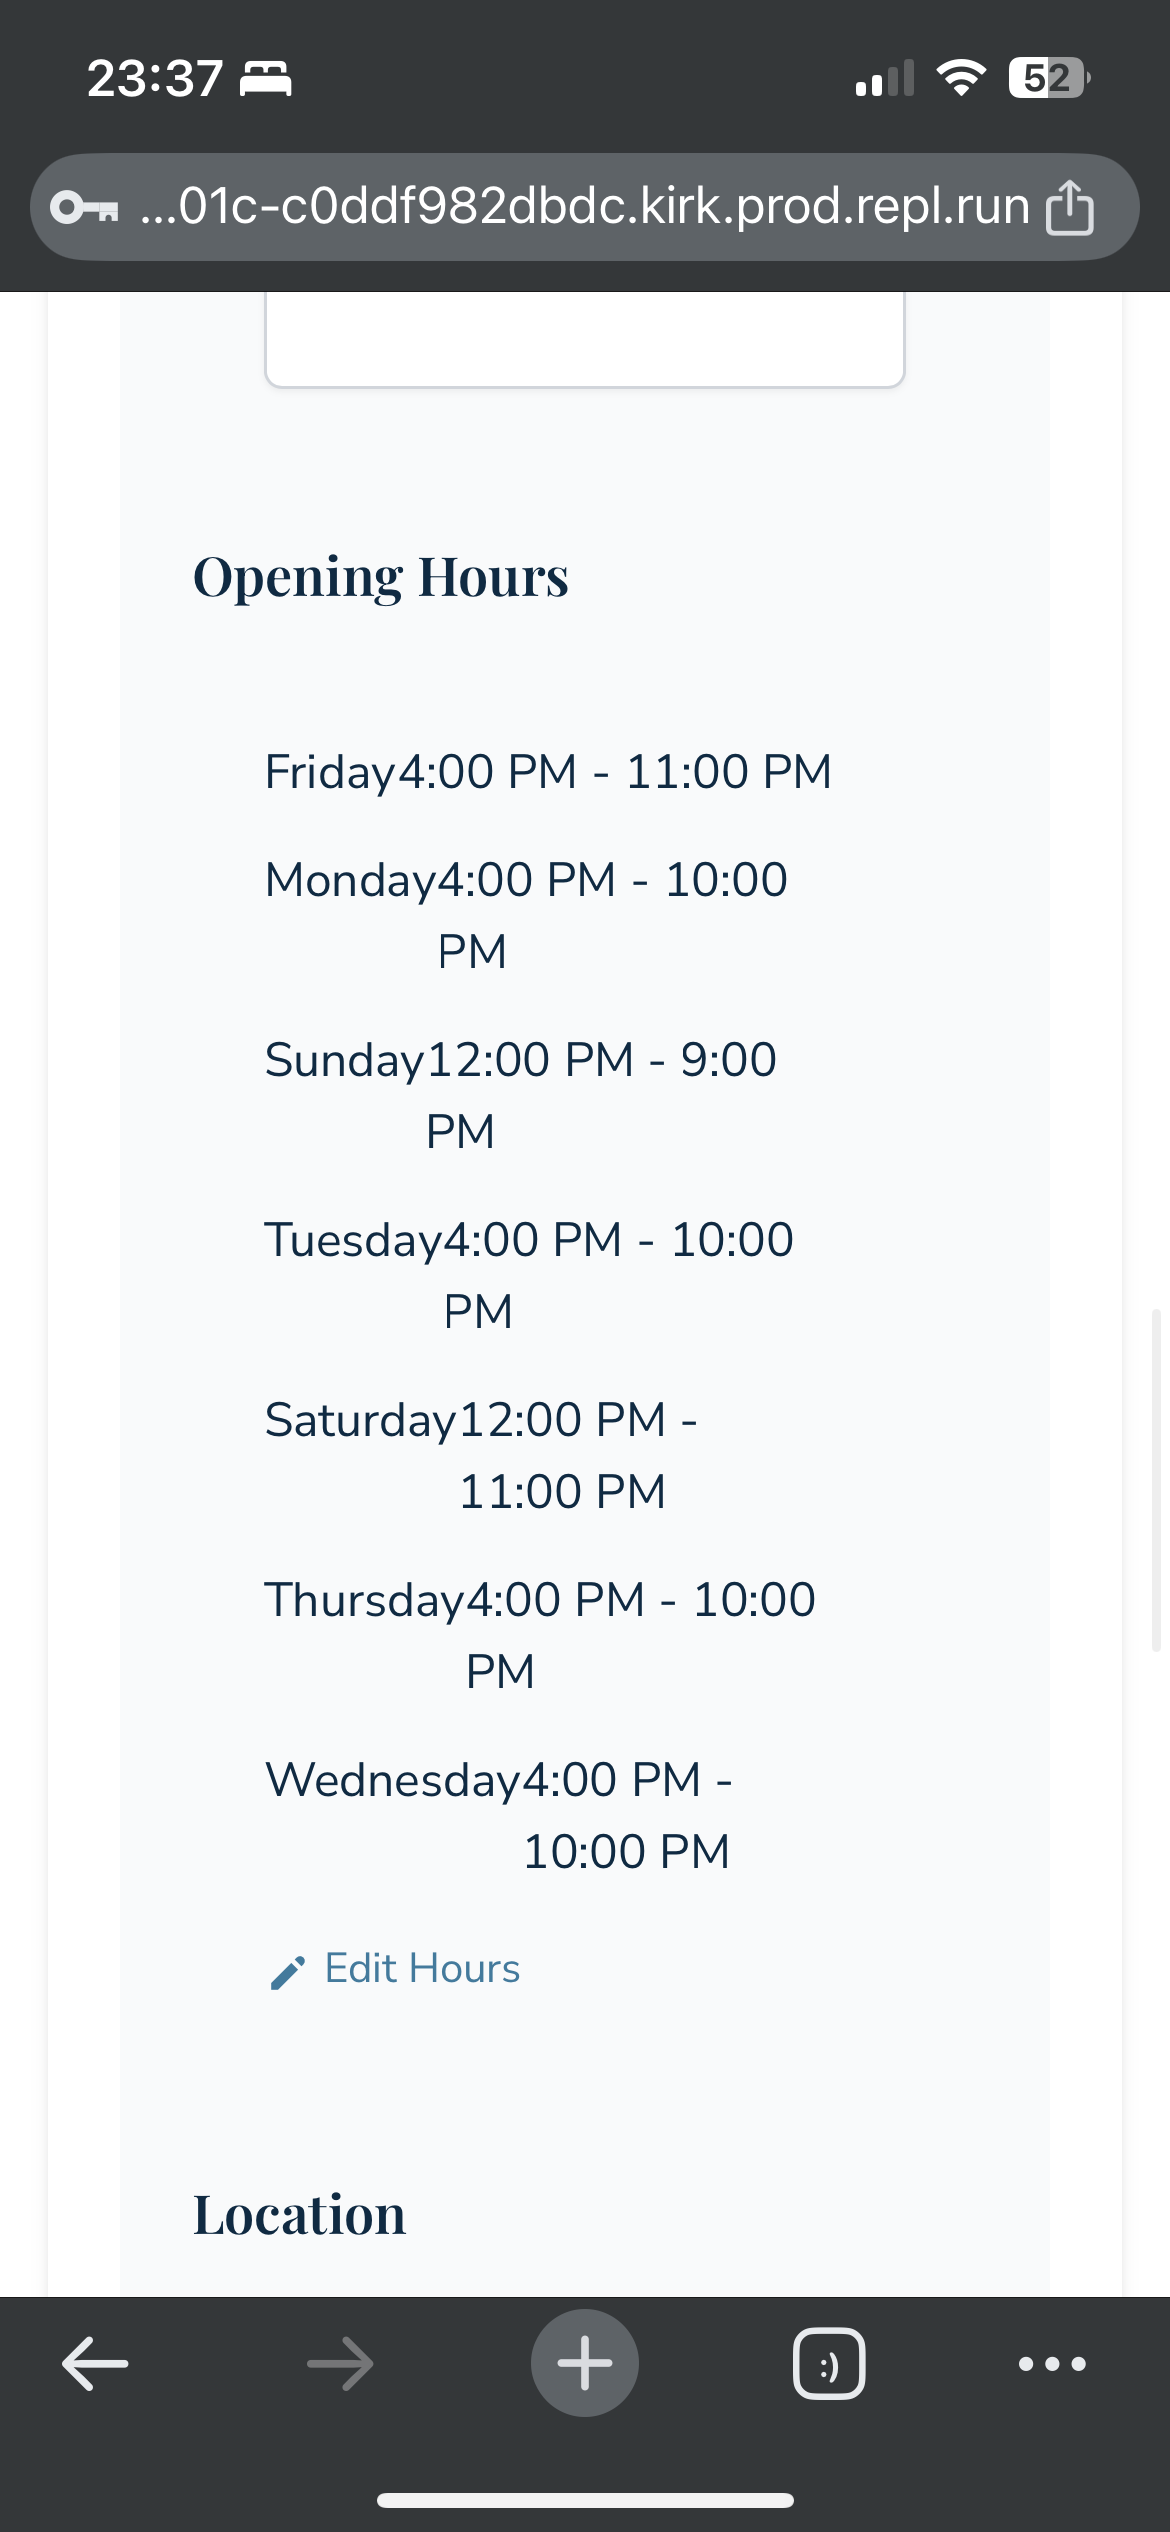 23:37
52
...01c-c0ddf982dbdc.kirk.prod.repl.run
Opening Hours
Friday4:00 PM - 11:00 PM
Monday4:00 PM - 10:00
PM
Sunday12:00 PM - 9:00
PM
Tuesday4:00 PM - 10:00
PM
Saturday12:00 PM -
11:00 PM
Thursday4:00 PM - 10:00
PM
Wednesday4:00 PM -
10:00 PM
Edit Hours
Location
:)